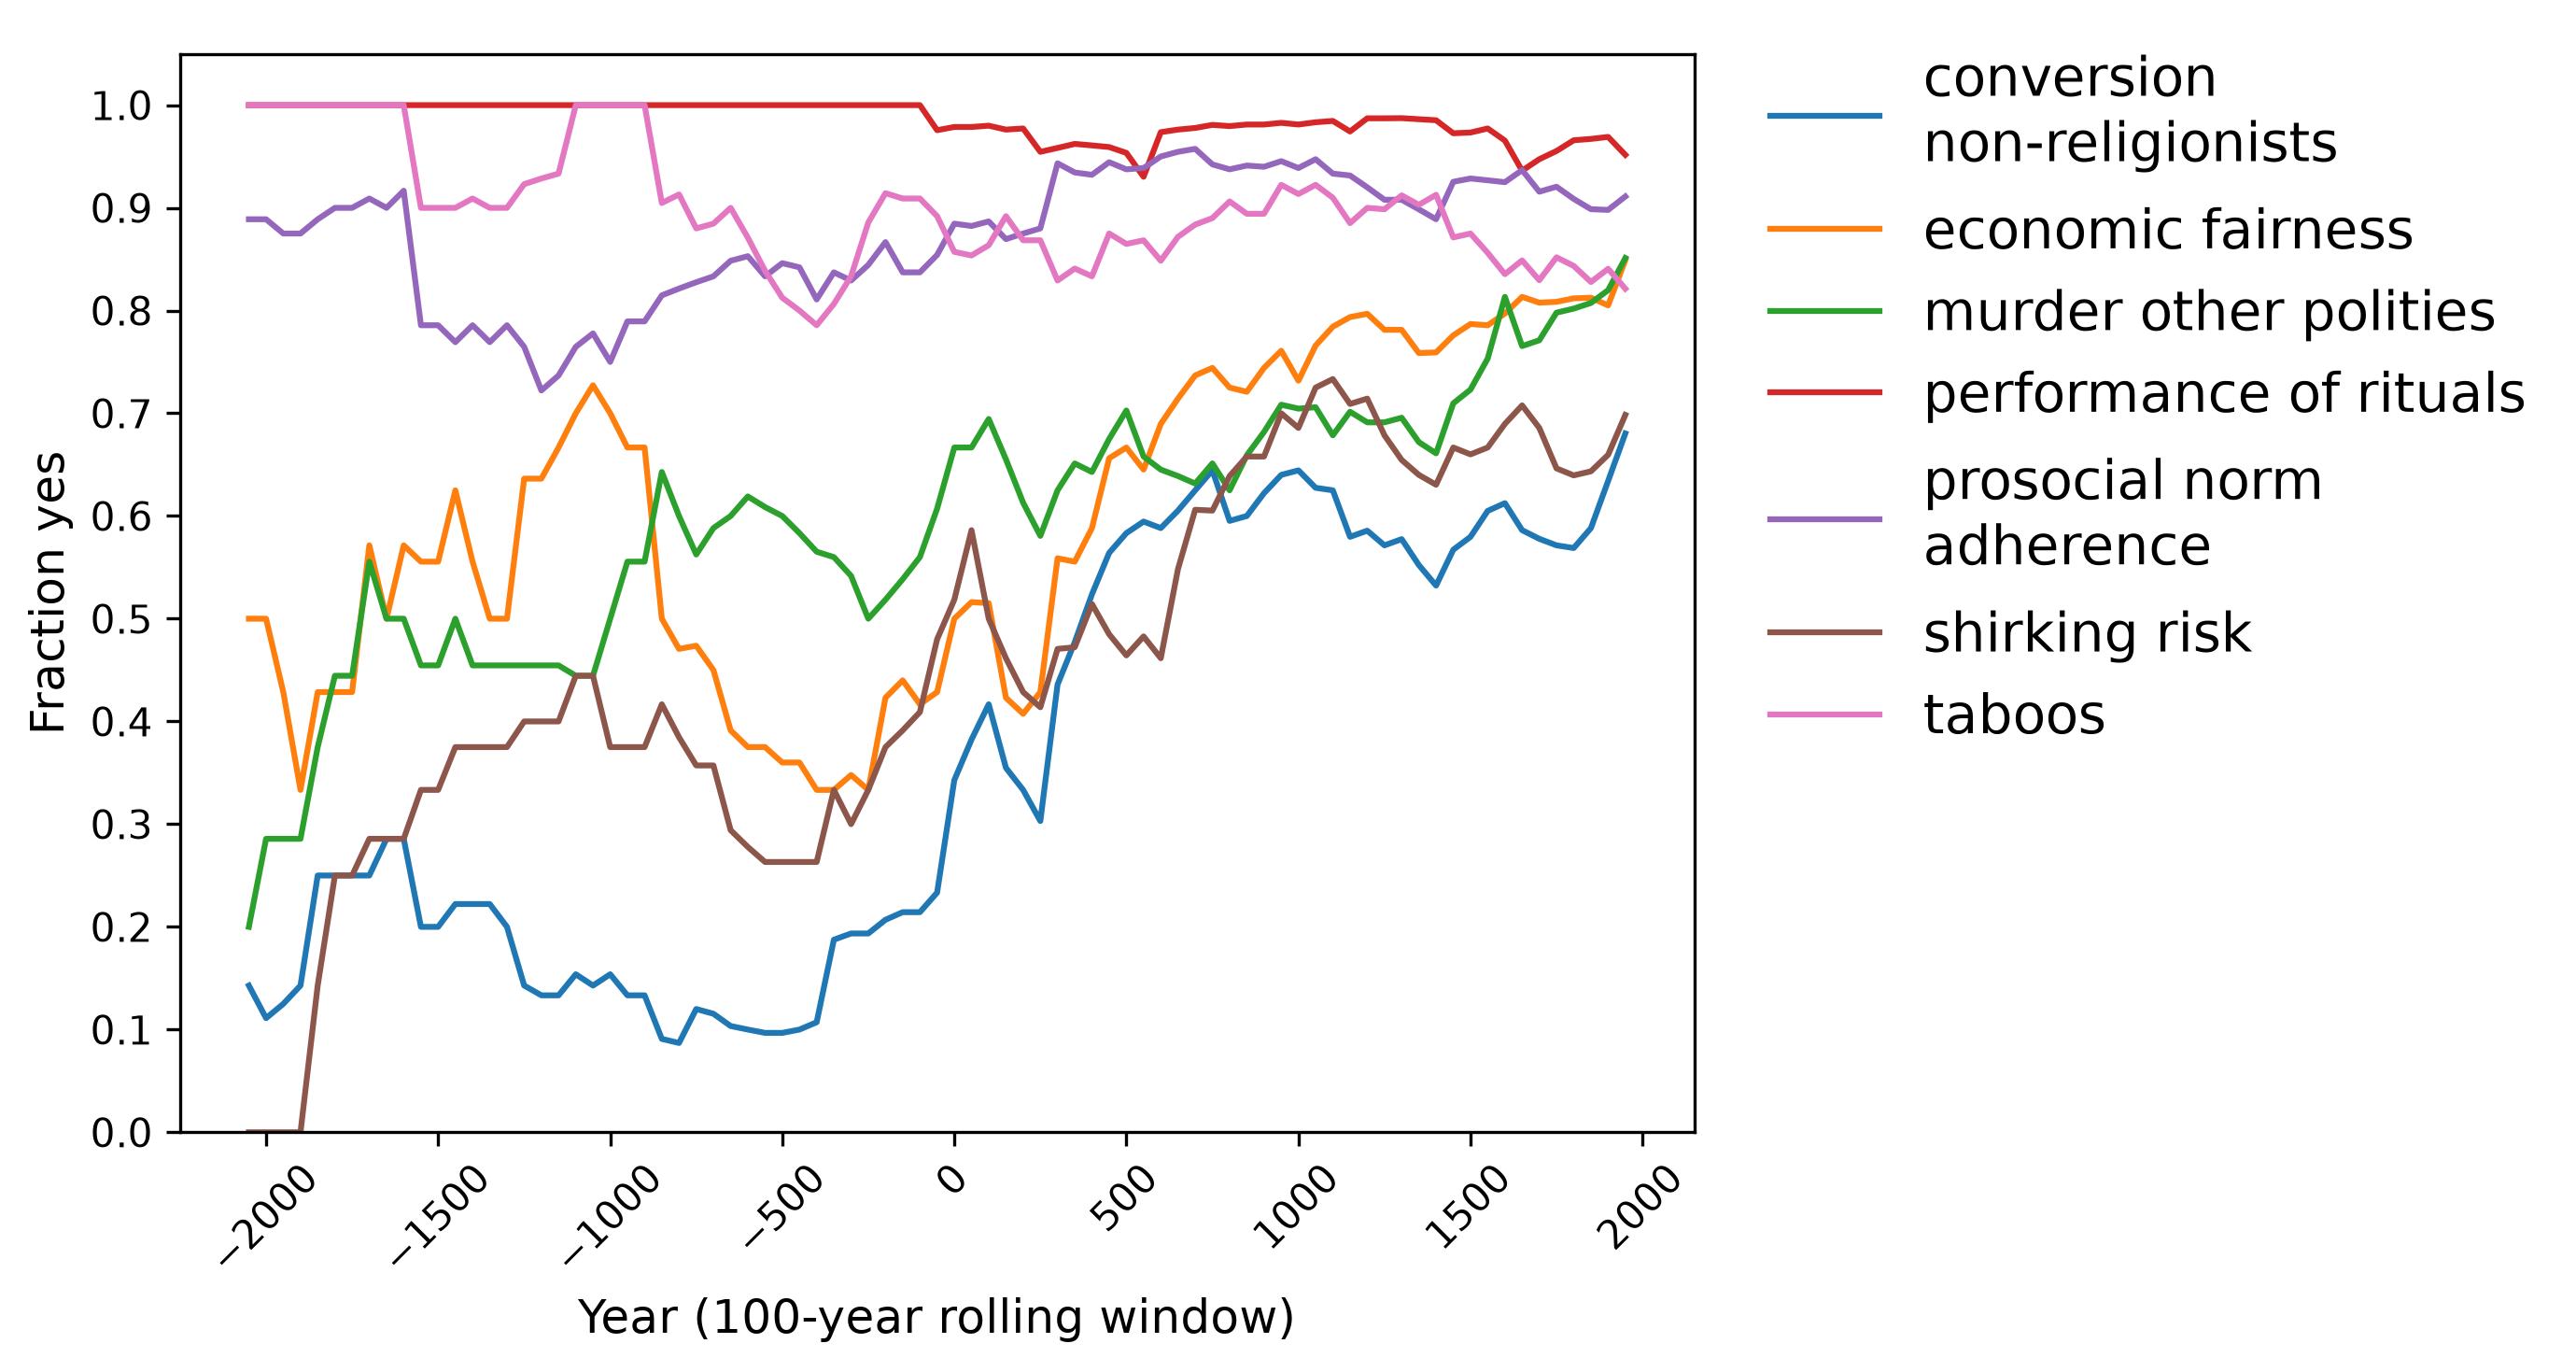 1.0
0.9
0.8
0.7
0.6
0.5
0.4
0.3
0.2
0.1
0.0
Fraction yes
−2000
−1500
−1000
−500
0
500
1000
1500
2000
Year (100-year rolling window)
conversion
non-religionists
economic fairness
murder other polities
performance of rituals
prosocial norm
adherence
shirking risk
taboos